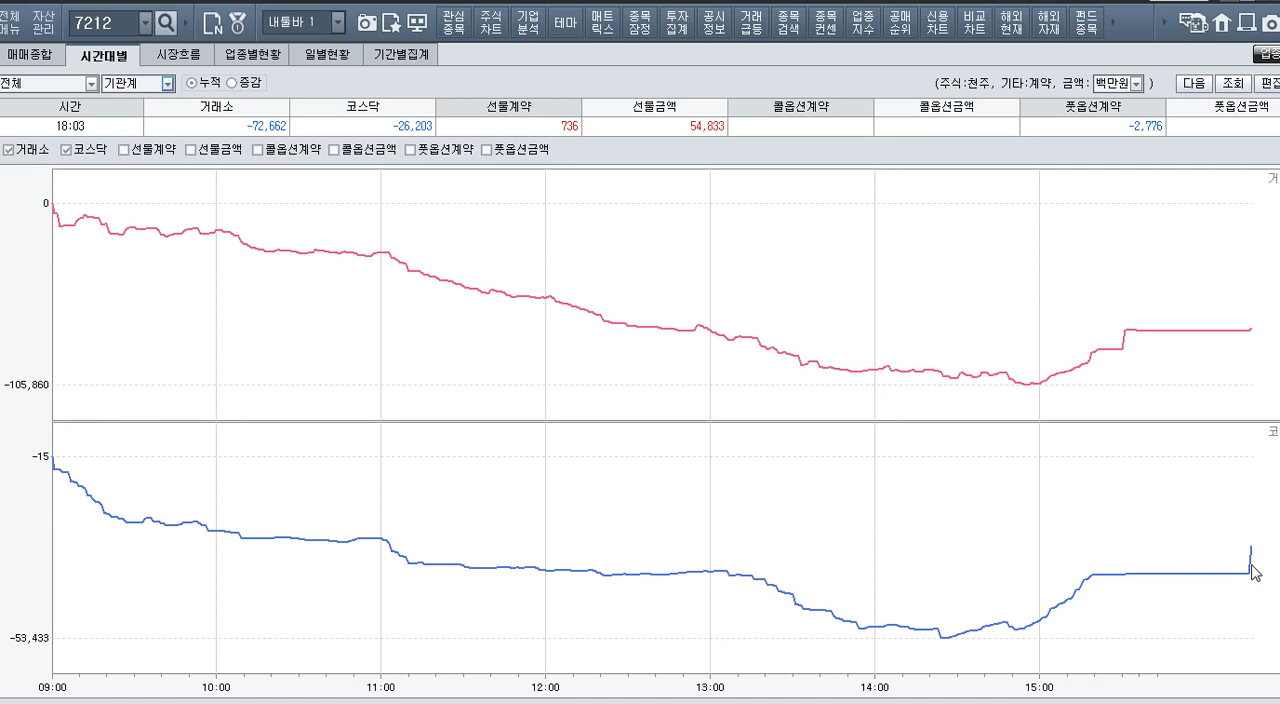 전체 자산 7212 내툴바 1 관심 주식 기업 테마 매트 종목 투자 공시 거래 종목 종목 업종 공매 신용 비교 해외 해외 펀드
메뉴 관리 종목 차트 분석 릭스 잠정 집계 정보 급등 검색 컨센 지수 순위 차트 차트 현재 자재 종목
매매종합 시간대별 시장흐름 업종별현황 일별현황 기간별집계 업종
전체 기관계 누적 증감 (주식:천주, 기타:계약, 금액: 백만원 ) 다음 조회 편집
시간 거래소 코스닥 선물계약 선물금액 콜옵션계약 콜옵션금액 풋옵션계약 풋옵션금액
18:03 -72,662 -26,203 736 54,833 -2,776
거래소 코스닥 선물계약 선물금액 콜옵션계약 콜옵션금액 풋옵션계약 풋옵션금액
거
0
-105,860
코
-15
-53,433
09:00 10:00 11:00 12:00 13:00 14:00 15:00